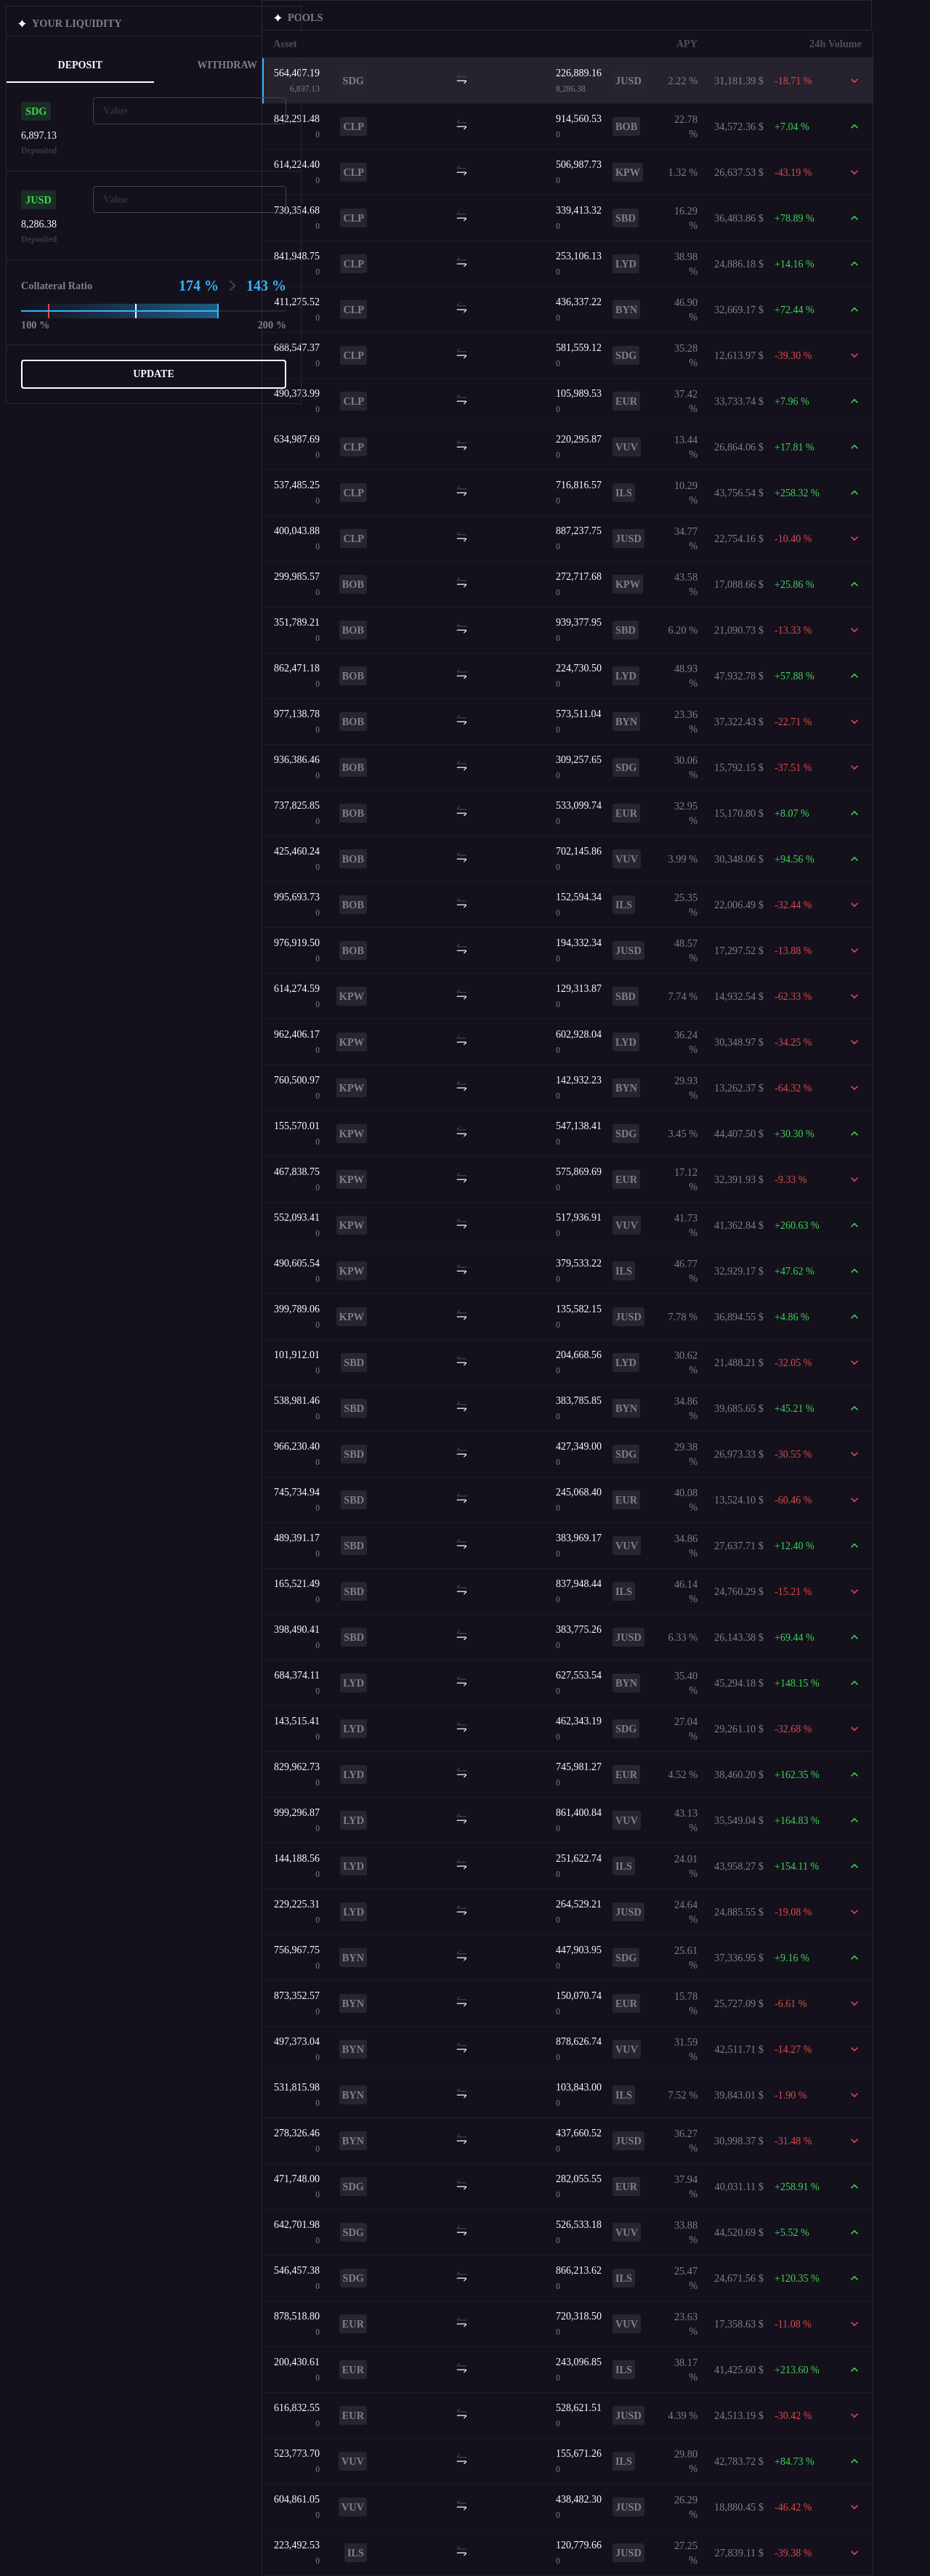 YOUR LIQUIDITY
DEPOSIT WITHDRAW
SDG Value
6,897.13
Deposited
JUSD Value
8,286.38
Deposited
Collateral Ratio 174 % 143 %
100 % 200 %
UPDATE
POOLS
Asset APY 24h Volume
564,407.19 SDG 226,889.16 JUSD 2.22 % 31,181.39 $ -18.71 %
6,897.13 8,286.38
842,291.48 CLP 914,560.53 BOB 22.78 % 34,572.36 $ +7.04 %
0 0
614,224.40 CLP 506,987.73 KPW 1.32 % 26,637.53 $ -43.19 %
0 0
730,354.68 CLP 339,413.32 SBD 16.29 % 36,483.86 $ +78.89 %
0 0
841,948.75 CLP 253,106.13 LYD 38.98 % 24,886.18 $ +14.16 %
0 0
411,275.52 CLP 436,337.22 BYN 46.90 % 32,669.17 $ +72.44 %
0 0
688,547.37 CLP 581,559.12 SDG 35.28 % 12,613.97 $ -39.30 %
0 0
490,373.99 CLP 105,989.53 EUR 37.42 % 33,733.74 $ +7.96 %
0 0
634,987.69 CLP 220,295.87 VUV 13.44 % 26,864.06 $ +17.81 %
0 0
537,485.25 CLP 716,816.57 ILS 10.29 % 43,756.54 $ +258.32 %
0 0
400,043.88 CLP 887,237.75 JUSD 34.77 % 22,754.16 $ -10.40 %
0 0
299,985.57 BOB 272,717.68 KPW 43.58 % 17,088.66 $ +25.86 %
0 0
351,789.21 BOB 939,377.95 SBD 6.20 % 21,090.73 $ -13.33 %
0 0
862,471.18 BOB 224,730.50 LYD 48.93 % 47,932.78 $ +57.88 %
0 0
977,138.78 BOB 573,511.04 BYN 23.36 % 37,322.43 $ -22.71 %
0 0
936,386.46 BOB 309,257.65 SDG 30.06 % 15,792.15 $ -37.51 %
0 0
737,825.85 BOB 533,099.74 EUR 32.95 % 15,170.80 $ +8.07 %
0 0
425,460.24 BOB 702,145.86 VUV 3.99 % 30,348.06 $ +94.56 %
0 0
995,693.73 BOB 152,594.34 ILS 25.35 % 22,006.49 $ -32.44 %
0 0
976,919.50 BOB 194,332.34 JUSD 48.57 % 17,297.52 $ -13.88 %
0 0
614,274.59 KPW 129,313.87 SBD 7.74 % 14,932.54 $ -62.33 %
0 0
962,406.17 KPW 602,928.04 LYD 36.24 % 30,348.97 $ -34.25 %
0 0
760,500.97 KPW 142,932.23 BYN 29.93 % 13,262.37 $ -64.32 %
0 0
155,570.01 KPW 547,138.41 SDG 3.45 % 44,407.50 $ +30.30 %
0 0
467,838.75 KPW 575,869.69 EUR 17.12 % 32,391.93 $ -9.33 %
0 0
552,093.41 KPW 517,936.91 VUV 41.73 % 41,362.84 $ +260.63 %
0 0
490,605.54 KPW 379,533.22 ILS 46.77 % 32,929.17 $ +47.62 %
0 0
399,789.06 KPW 135,582.15 JUSD 7.78 % 36,894.55 $ +4.86 %
0 0
101,912.01 SBD 204,668.56 LYD 30.62 % 21,488.21 $ -32.05 %
0 0
538,981.46 SBD 383,785.85 BYN 34.86 % 39,685.65 $ +45.21 %
0 0
966,230.40 SBD 427,349.00 SDG 29.38 % 26,973.33 $ -30.55 %
0 0
745,734.94 SBD 245,068.40 EUR 40.08 % 13,524.10 $ -60.46 %
0 0
489,391.17 SBD 383,969.17 VUV 34.86 % 27,637.71 $ +12.40 %
0 0
165,521.49 SBD 837,948.44 ILS 46.14 % 24,760.29 $ -15.21 %
0 0
398,490.41 SBD 383,775.26 JUSD 6.33 % 26,143.38 $ +69.44 %
0 0
684,374.11 LYD 627,553.54 BYN 35.40 % 45,294.18 $ +148.15 %
0 0
143,515.41 LYD 462,343.19 SDG 27.04 % 29,261.10 $ -32.68 %
0 0
829,962.73 LYD 745,981.27 EUR 4.52 % 38,460.20 $ +162.35 %
0 0
999,296.87 LYD 861,400.84 VUV 43.13 % 35,549.04 $ +164.83 %
0 0
144,188.56 LYD 251,622.74 ILS 24.01 % 43,958.27 $ +154.11 %
0 0
229,225.31 LYD 264,529.21 JUSD 24.64 % 24,885.55 $ -19.08 %
0 0
756,967.75 BYN 447,903.95 SDG 25.61 % 37,336.95 $ +9.16 %
0 0
873,352.57 BYN 150,070.74 EUR 15.78 % 25,727.09 $ -6.61 %
0 0
497,373.04 BYN 878,626.74 VUV 31.59 % 42,511.71 $ -14.27 %
0 0
531,815.98 BYN 103,843.00 ILS 7.52 % 39,843.01 $ -1.90 %
0 0
278,326.46 BYN 437,660.52 JUSD 36.27 % 30,998.37 $ -31.48 %
0 0
471,748.00 SDG 282,055.55 EUR 37.94 % 40,031.11 $ +258.91 %
0 0
642,701.98 SDG 526,533.18 VUV 33.88 % 44,520.69 $ +5.52 %
0 0
546,457.38 SDG 866,213.62 ILS 25.47 % 24,671.56 $ +120.35 %
0 0
878,518.80 EUR 720,318.50 VUV 23.63 % 17,358.63 $ -11.08 %
0 0
200,430.61 EUR 243,096.85 ILS 38.17 % 41,425.60 $ +213.60 %
0 0
616,832.55 EUR 528,621.51 JUSD 4.39 % 24,513.19 $ -30.42 %
0 0
523,773.70 VUV 155,671.26 ILS 29.80 % 42,783.72 $ +84.73 %
0 0
604,861.05 VUV 438,482.30 JUSD 26.29 % 18,880.45 $ -46.42 %
0 0
223,492.53 ILS 120,779.66 JUSD 27.25 % 27,839.11 $ -39.38 %
0 0